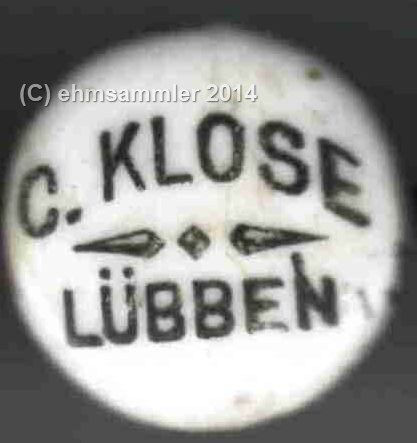 (C) ehmsammler 2014
C. KLOSE
LÜBBEN